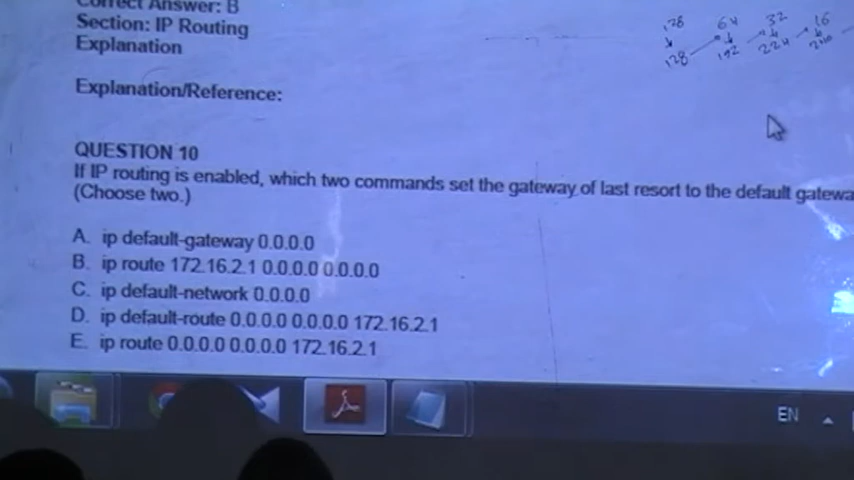 Correct Answer: B
Section: IP Routing
Explanation
128 64 32 16
128 192 224 240
Explanation/Reference:
QUESTION 10
If IP routing is enabled, which two commands set the gateway of last resort to the default gatewa
(Choose two.)
A. ip default-gateway 0.0.0.0
B. ip route 172.16.2.1 0.0.0.0 0.0.0.0
C. ip default-network 0.0.0.0
D. ip default-route 0.0.0.0 0.0.0.0 172.16.2.1
E. ip route 0.0.0.0 0.0.0.0 172.16.2.1
EN